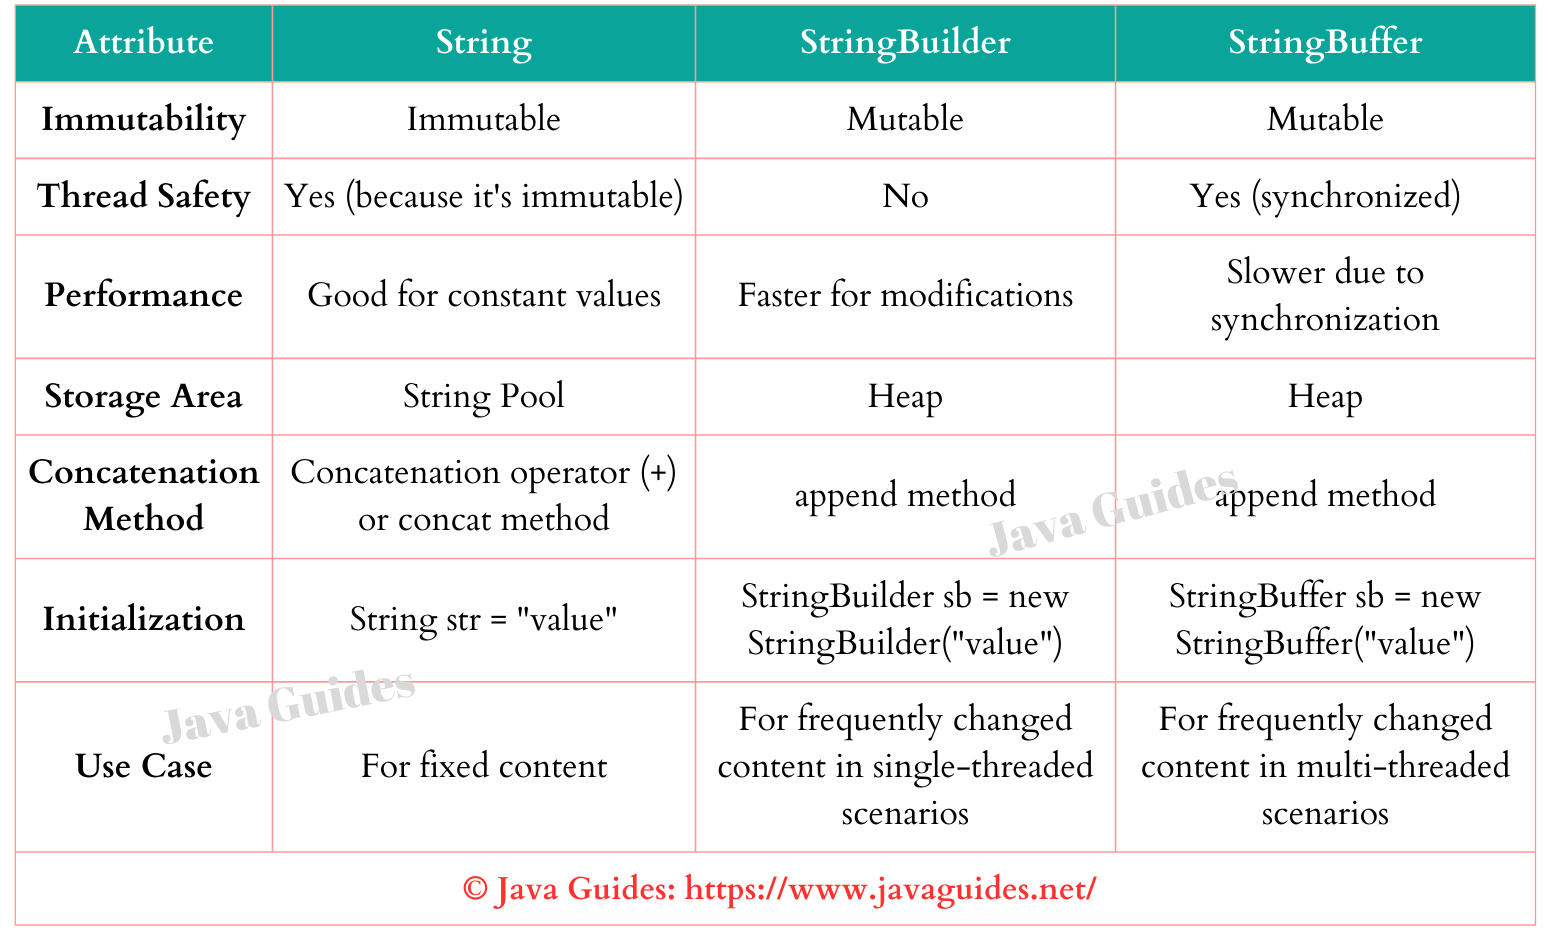 Attribute String StringBuilder StringBuffer
Immutability Immutable Mutable Mutable
Thread Safety Yes (because it's immutable) No Yes (synchronized)
Performance Good for constant values Faster for modifications Slower due to
synchronization
Storage Area String Pool Heap Heap
Concatenation
Method
Concatenation operator (+)
or concat method
append method
append method
Java Guides
Initialization
String str = "value"
StringBuilder sb = new
StringBuilder("value")
StringBuffer sb = new
StringBuffer("value")
Java Guides
Use Case
For fixed content
For frequently changed
content in single-threaded
scenarios
For frequently changed
content in multi-threaded
scenarios
© Java Guides: https://www.javaguides.net/